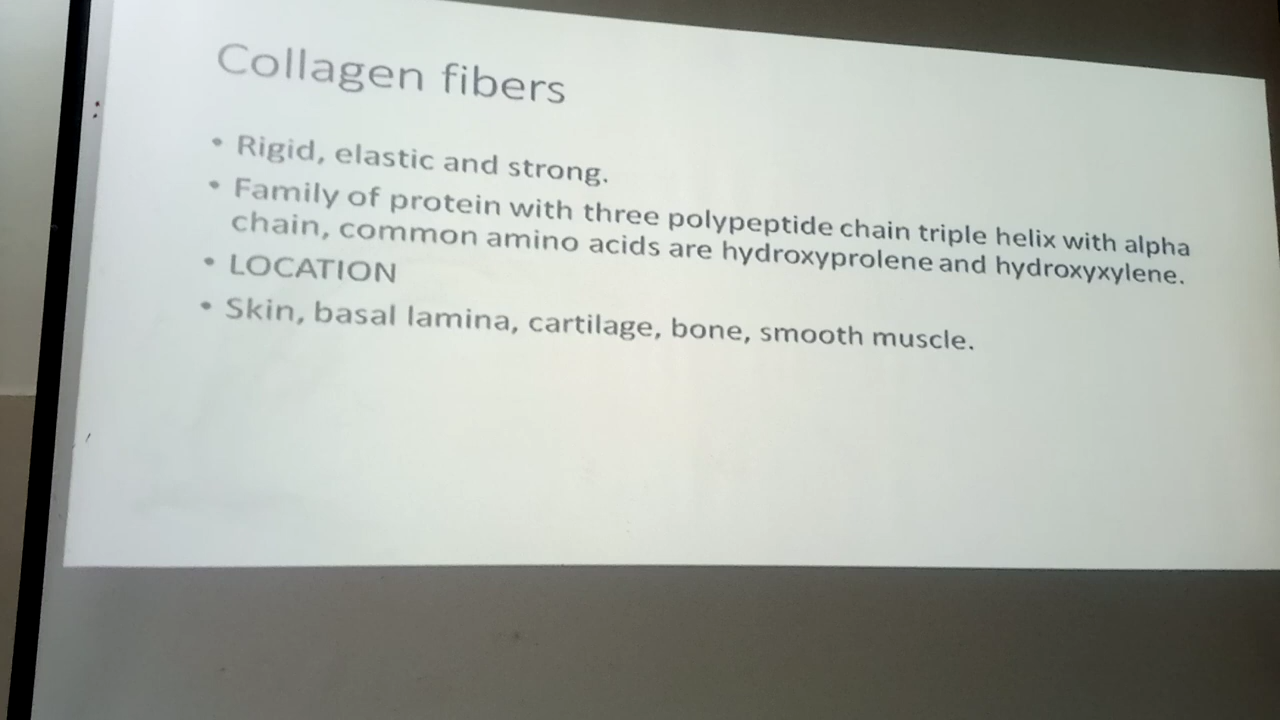 Collagen fibers
• Rigid, elastic and strong.
• Family of protein with three polypeptide chain triple helix with alpha
chain, common amino acids are hydroxyprolene and hydroxyxylene.
• LOCATION
• Skin, basal lamina, cartilage, bone, smooth muscle.